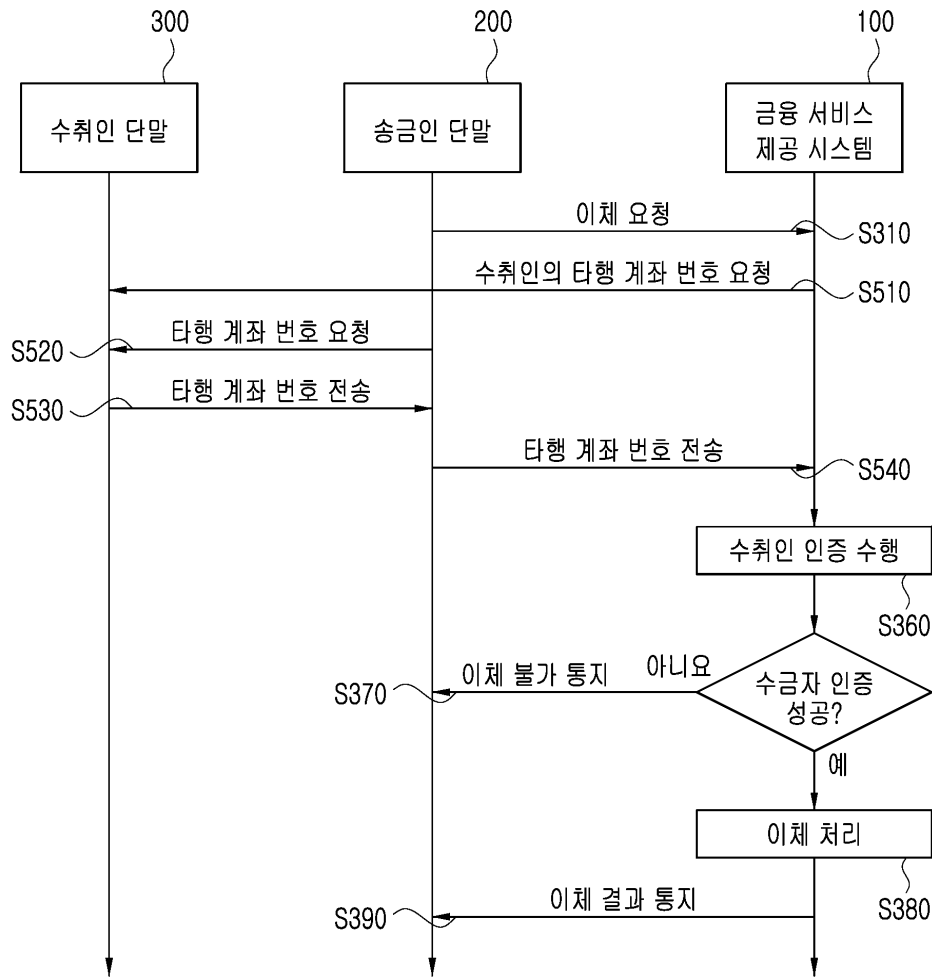 300
200
100
수취인 단말
송금인 단말
금융 서비스
제공 시스템
이체 요청
S310
수취인의 타행 계좌 번호 요청
S510
타행 계좌 번호 요청
S520
타행 계좌 번호 전송
S530
타행 계좌 번호 전송
S540
수취인 인증 수행
S360
아니요
이체 불가 통지
S370
수금자 인증
성공?
예
이체 처리
S380
이체 결과 통지
S390